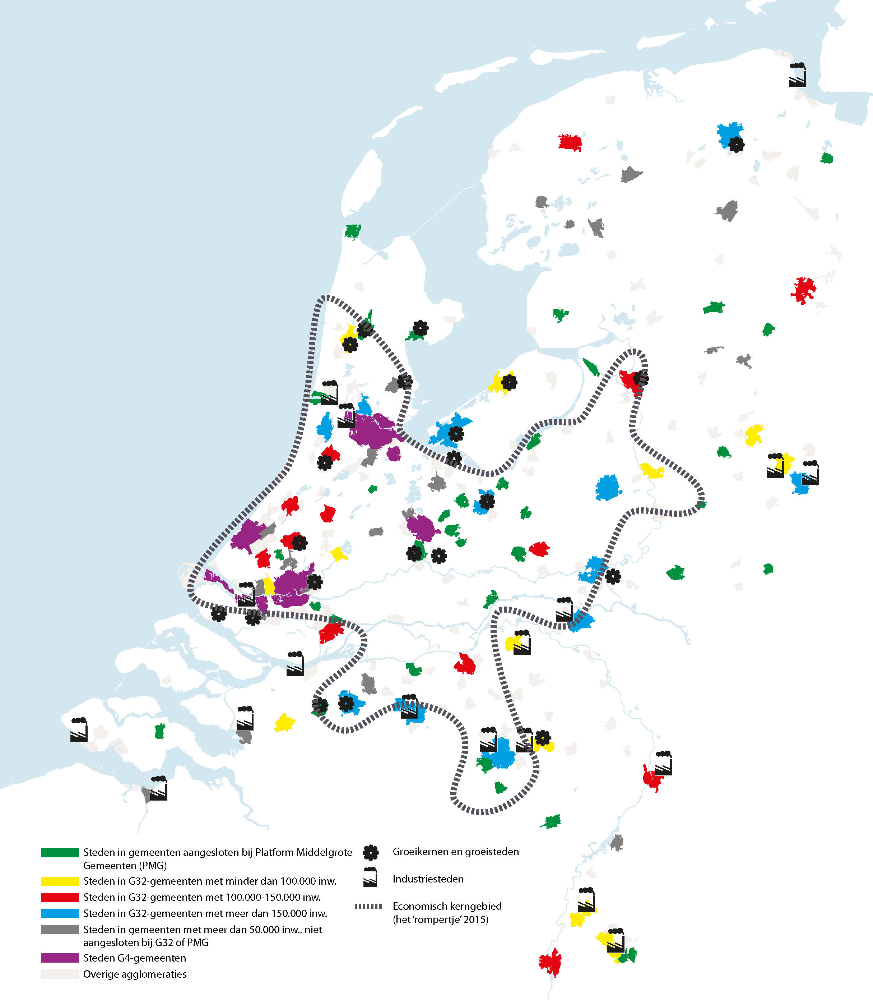 Steden in gemeenten aangesloten bij Platform Middelgrote
Gemeenten (PMG)
Steden in G32-gemeenten met minder dan 100.000 inw.
Steden in G32-gemeenten met 100.000-150.000 inw.
Steden in G32-gemeenten met meer dan 150.000 inw.
Steden in gemeenten met meer dan 50.000 inw., niet
aangesloten bij G32 of PMG
Steden G4-gemeenten
Overige agglomeraties
Groeikernen en groeisteden
Industriesteden
Economisch kerngebied
(het ‘rompertje’ 2015)